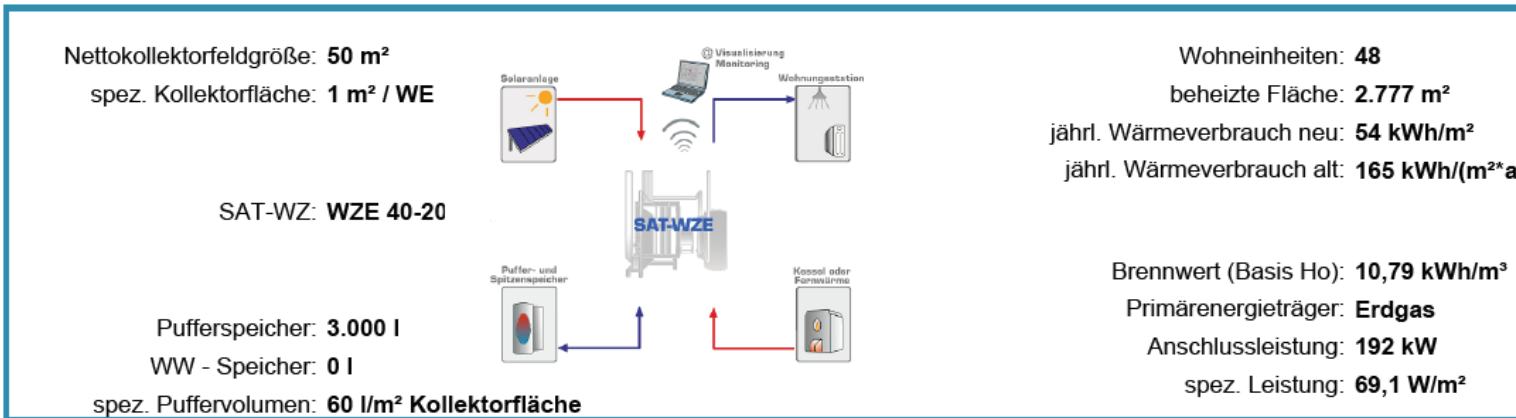 Nettokollektorfeldgröße: 50 m²
spez. Kollektorfläche: 1 m² / WE
SAT-WZ: WZE 40-20
Pufferspeicher: 3.000 l
WW - Speicher: 0 l
spez. Puffervolumen: 60 l/m² Kollektorfläche
@ Visualisierung
Monitoring
Solaranlage
Wohnungsstation
SAT-WZE
Puffer- und
Spitzenspeicher
Kessel oder
Fernwärme
Wohneinheiten: 48
beheizte Fläche: 2.777 m²
jährl. Wärmeverbrauch neu: 54 kWh/m²
jährl. Wärmeverbrauch alt: 165 kWh/(m²*a
Brennwert (Basis Ho): 10,79 kWh/m³
Primärenergieträger: Erdgas
Anschlussleistung: 192 kW
spez. Leistung: 69,1 W/m²